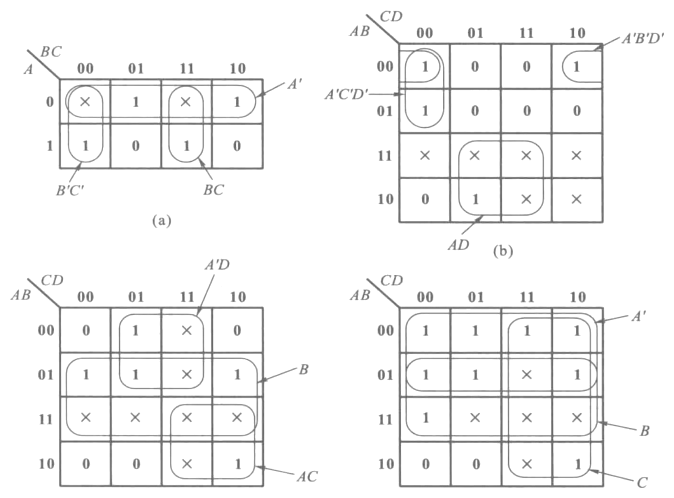 BC
A
00 01 11 10
A'
0 × 1 × 1
1 1 0 1 0
B'C'
BC
(a)
CD
AB
00 01 11 10
A'B'D'
00 1 0 0 1
A'C'D'
01 1 0 0 0
11 × × × ×
10 0 1 × ×
AD
(b)
A'D
CD
AB
00 01 11 10
00 0 1 × 0
01 1 1 × 1
B
11 × × × ×
10 0 0 × 1
AC
CD
AB
00 01 11 10
A'
00 1 1 1 1
01 1 1 × 1
11 1 × × ×
B
10 0 0 × 1
C